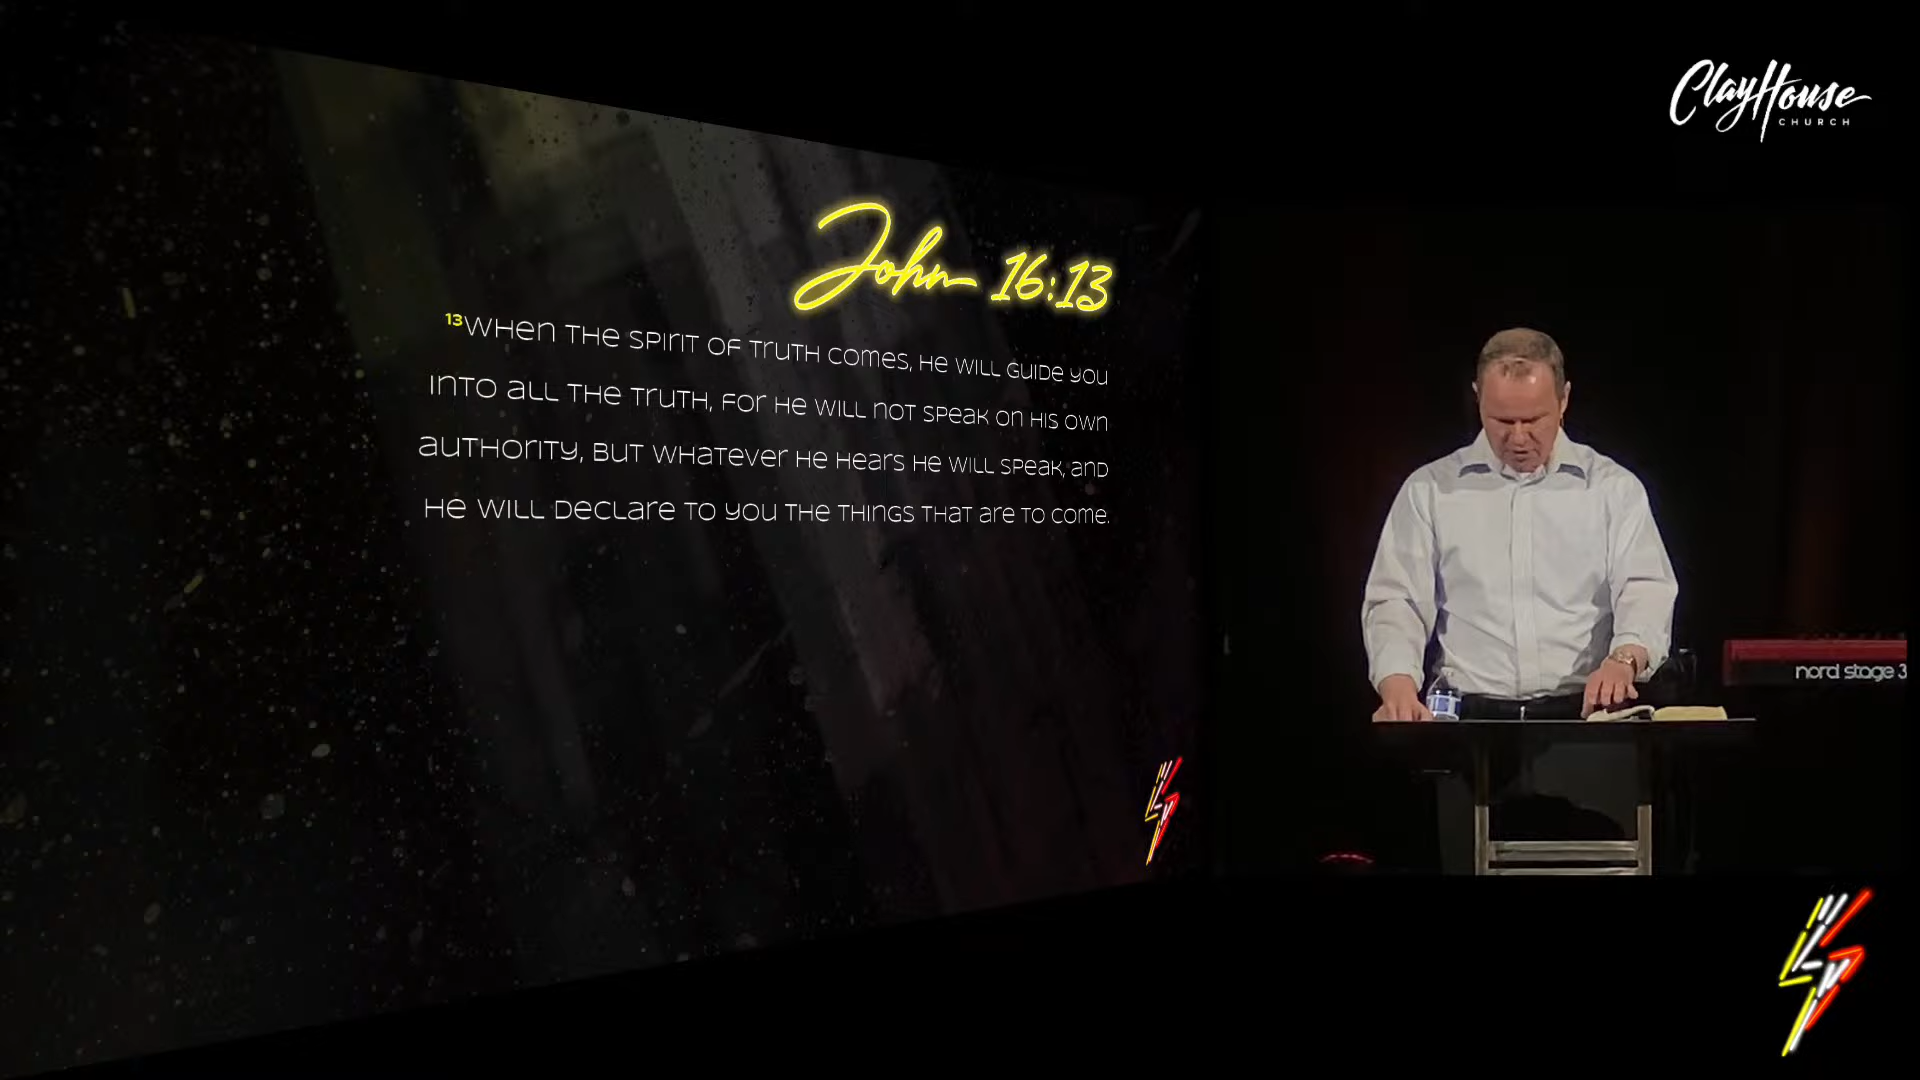 ClayHouse
CHURCH
John 16:13
13When the Spirit of truth comes, he will guide you
into all the truth, for he will not speak on his own
authority, but whatever he hears he will speak, and
he will declare to you the things that are to come.
nord stage 3